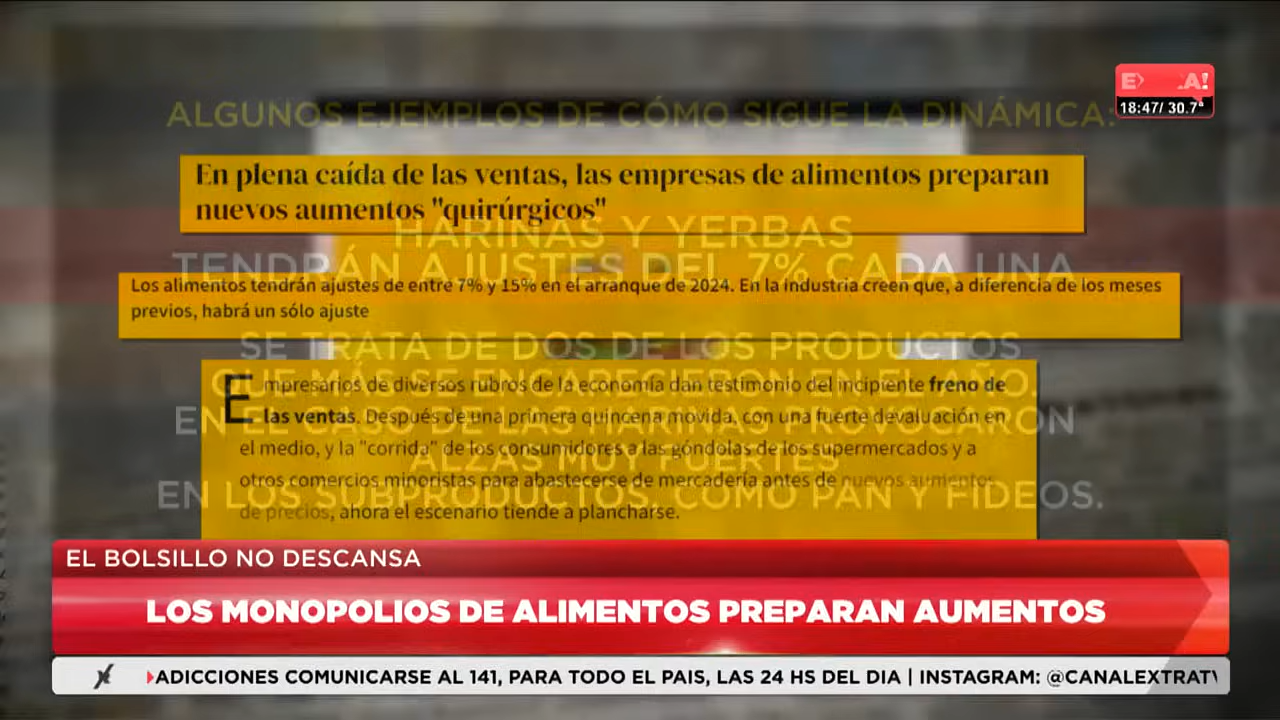 18:47/ 30.7°
ALGUNOS EJEMPLOS DE CÓMO SIGUE LA DINÁMICA:
En plena caída de las ventas, las empresas de alimentos preparan
nuevos aumentos "quirúrgicos"
HARINAS Y YERBAS
TENDRÁN AJUSTES DEL 7% CADA UNA
Los alimentos tendrán ajustes de entre 7% y 15% en el arranque de 2024. En la industria creen que, a diferencia de los meses
previos, habrá un sólo ajuste
SE TRATA DE DOS DE LOS PRODUCTOS
QUE MÁS SE ENCARECIERON EN EL AÑO.
EN EL CASO DE LAS HARINAS PROVOCARON
ALZAS MUY FUERTES
EN LOS SUBPRODUCTOS, COMO PAN Y FIDEOS.
Empresarios de diversos rubros de la economía dan testimonio del incipiente freno de
las ventas. Después de una primera quincena movida, con una fuerte devaluación en
el medio, y la "corrida" de los consumidores a las góndolas de los supermercados y a
otros comercios minoristas para abastecerse de mercadería antes de nuevos aumentos
de precios, ahora el escenario tiende a plancharse.
EL BOLSILLO NO DESCANSA
LOS MONOPOLIOS DE ALIMENTOS PREPARAN AUMENTOS
ADICCIONES COMUNICARSE AL 141, PARA TODO EL PAIS, LAS 24 HS DEL DIA | INSTAGRAM: @CANALEXTRATV